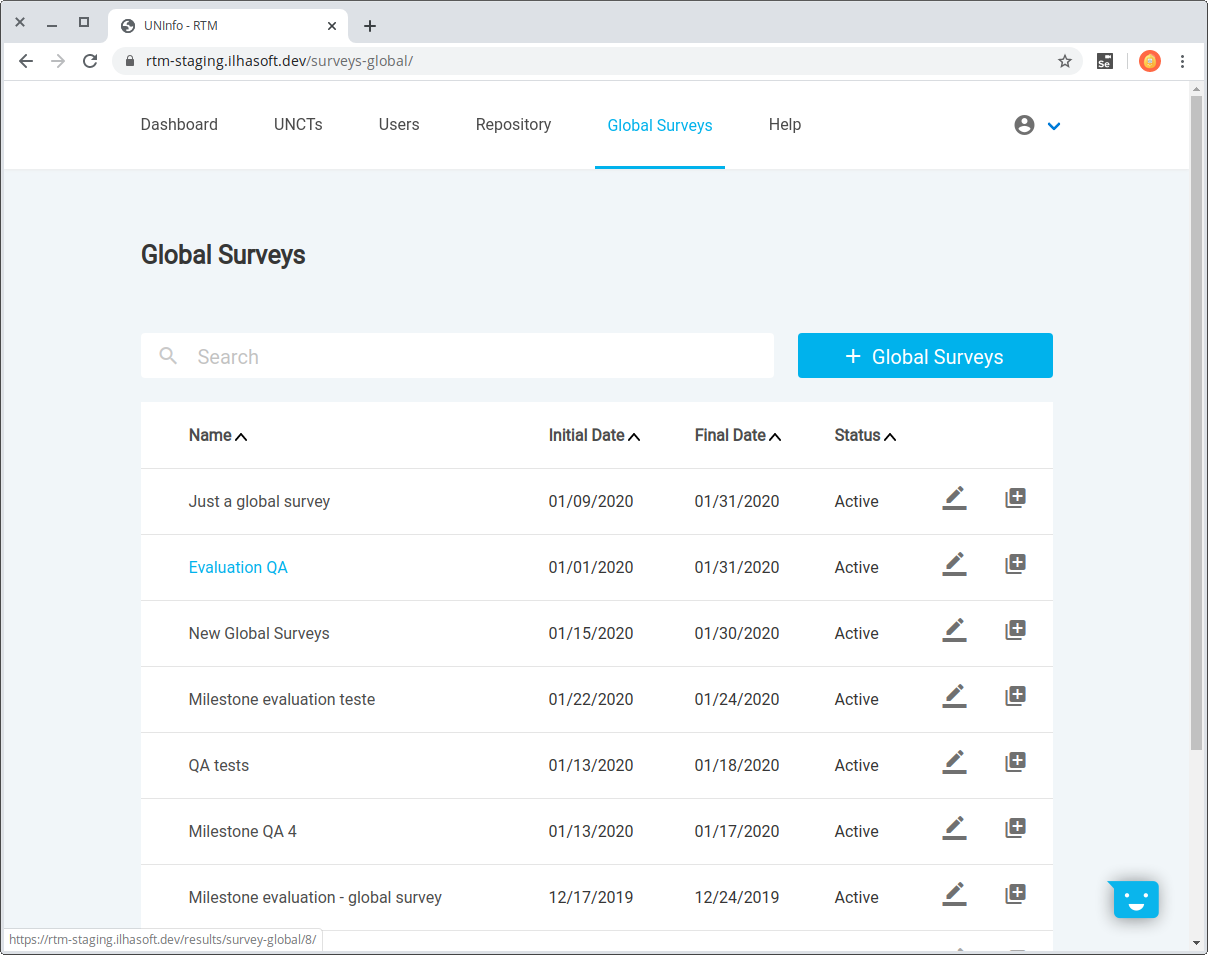 UNInfo - RTM
rtm-staging.ilhasoft.dev/surveys-global/
Se
Dashboard UNCTs Users Repository Global Surveys Help
Global Surveys
Search
+ Global Surveys
Name Initial Date Final Date Status
Just a global survey 01/09/2020 01/31/2020 Active
Evaluation QA 01/01/2020 01/31/2020 Active
New Global Surveys 01/15/2020 01/30/2020 Active
Milestone evaluation teste 01/22/2020 01/24/2020 Active
QA tests 01/13/2020 01/18/2020 Active
Milestone QA 4 01/13/2020 01/17/2020 Active
Milestone evaluation - global survey 12/17/2019 12/24/2019 Active
https://rtm-staging.ilhasoft.dev/results/survey-global/8/